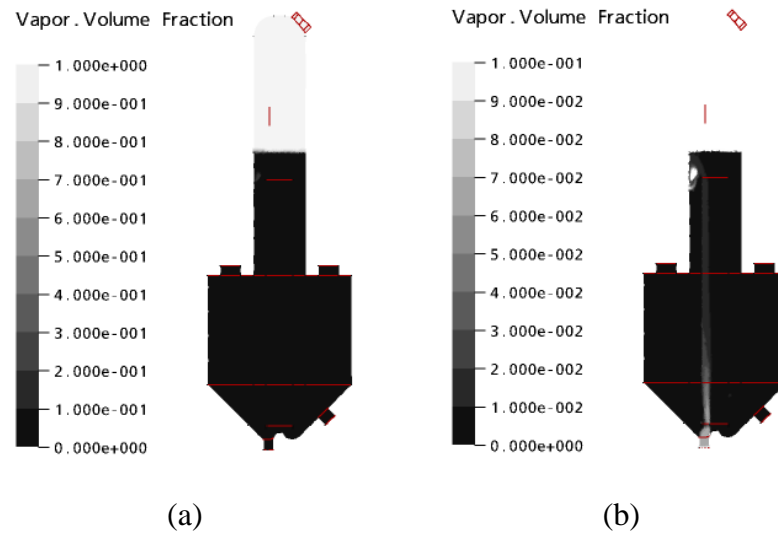 Vapor.Volume Fraction
1.000e+000
9.000e-001
8.000e-001
7.000e-001
6.000e-001
5.000e-001
4.000e-001
3.000e-001
2.000e-001
1.000e-001
0.000e+000
(a)
Vapor.Volume Fraction
1.000e-001
9.000e-002
8.000e-002
7.000e-002
6.000e-002
5.000e-002
4.000e-002
3.000e-002
2.000e-002
1.000e-002
0.000e+000
(b)